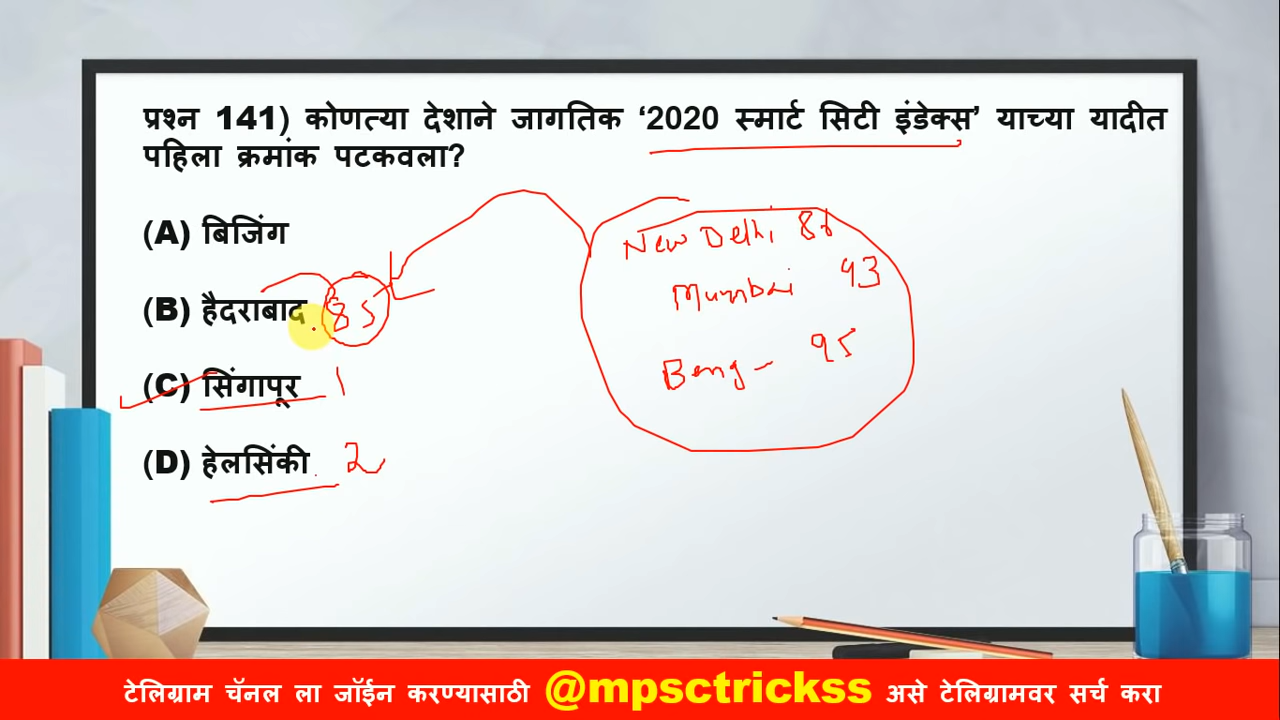 प्रश्न 141) कोणत्या देशाने जागतिक ‘2020 स्मार्ट सिटी इंडेक्स’ याच्या यादीत
पहिला क्रमांक पटकवला?
(A) बिजिंग
(B) हैदराबाद 85
(C) सिंगापूर 1
(D) हेलसिंकी 2
New Delhi 86
Mumbai 93
Beng - 95
टेलिग्राम चॅनल ला जॉईन करण्यासाठी @mpsctrickss असे टेलिग्रामवर सर्च करा